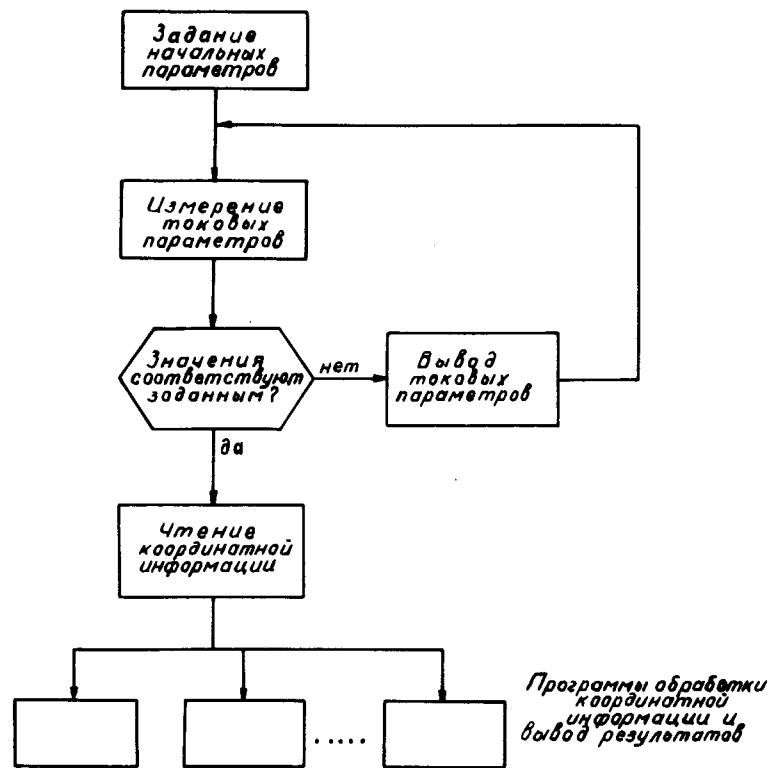 Задание
начальных
параметров
Измерение
токовых
параметров
Значения
соответствуют
заданным?
нет
Вывод
токовых
параметров
да
Чтение
координатной
информации
.....
Программы обработки
координатной
информации и
вывод результатов